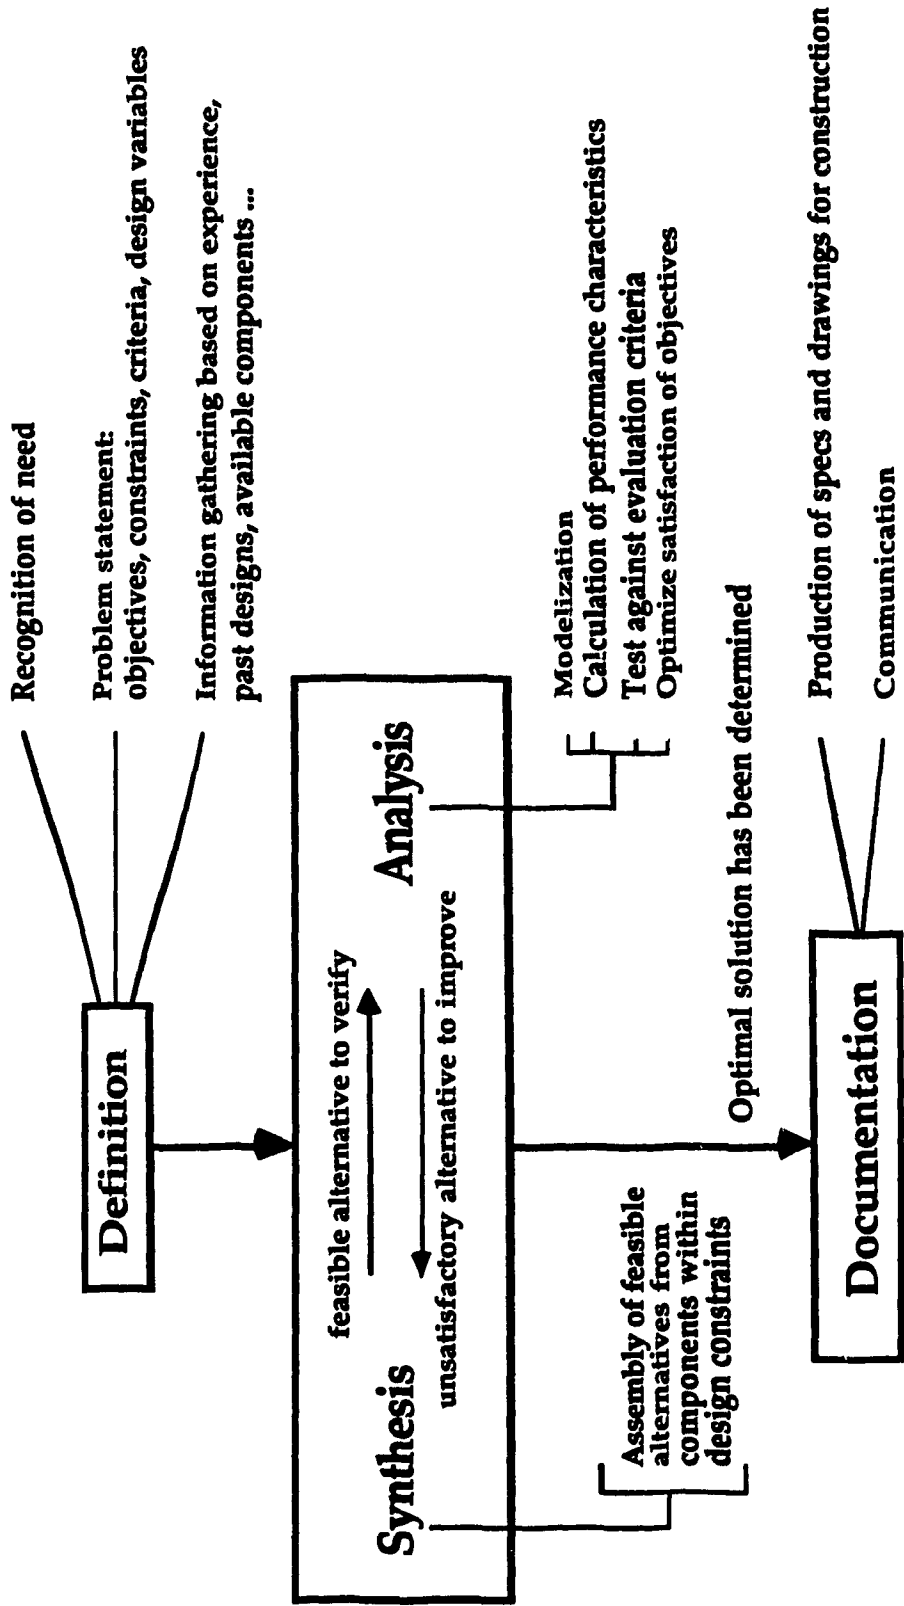 Definition
Recognition of need
Problem statement:
objectives, constraints, criteria, design variables
Information gathering based on experience,
past designs, available components ...
feasible alternative to verify
Synthesis
Analysis
unsatisfactory alternative to improve
Assembly of feasible
alternatives from
components within
design constraints
Modelization
Calculation of performance characteristics
Test against evaluation criteria
Optimize satisfaction of objectives
Optimal solution has been determined
Documentation
Production of specs and drawings for construction
Communication